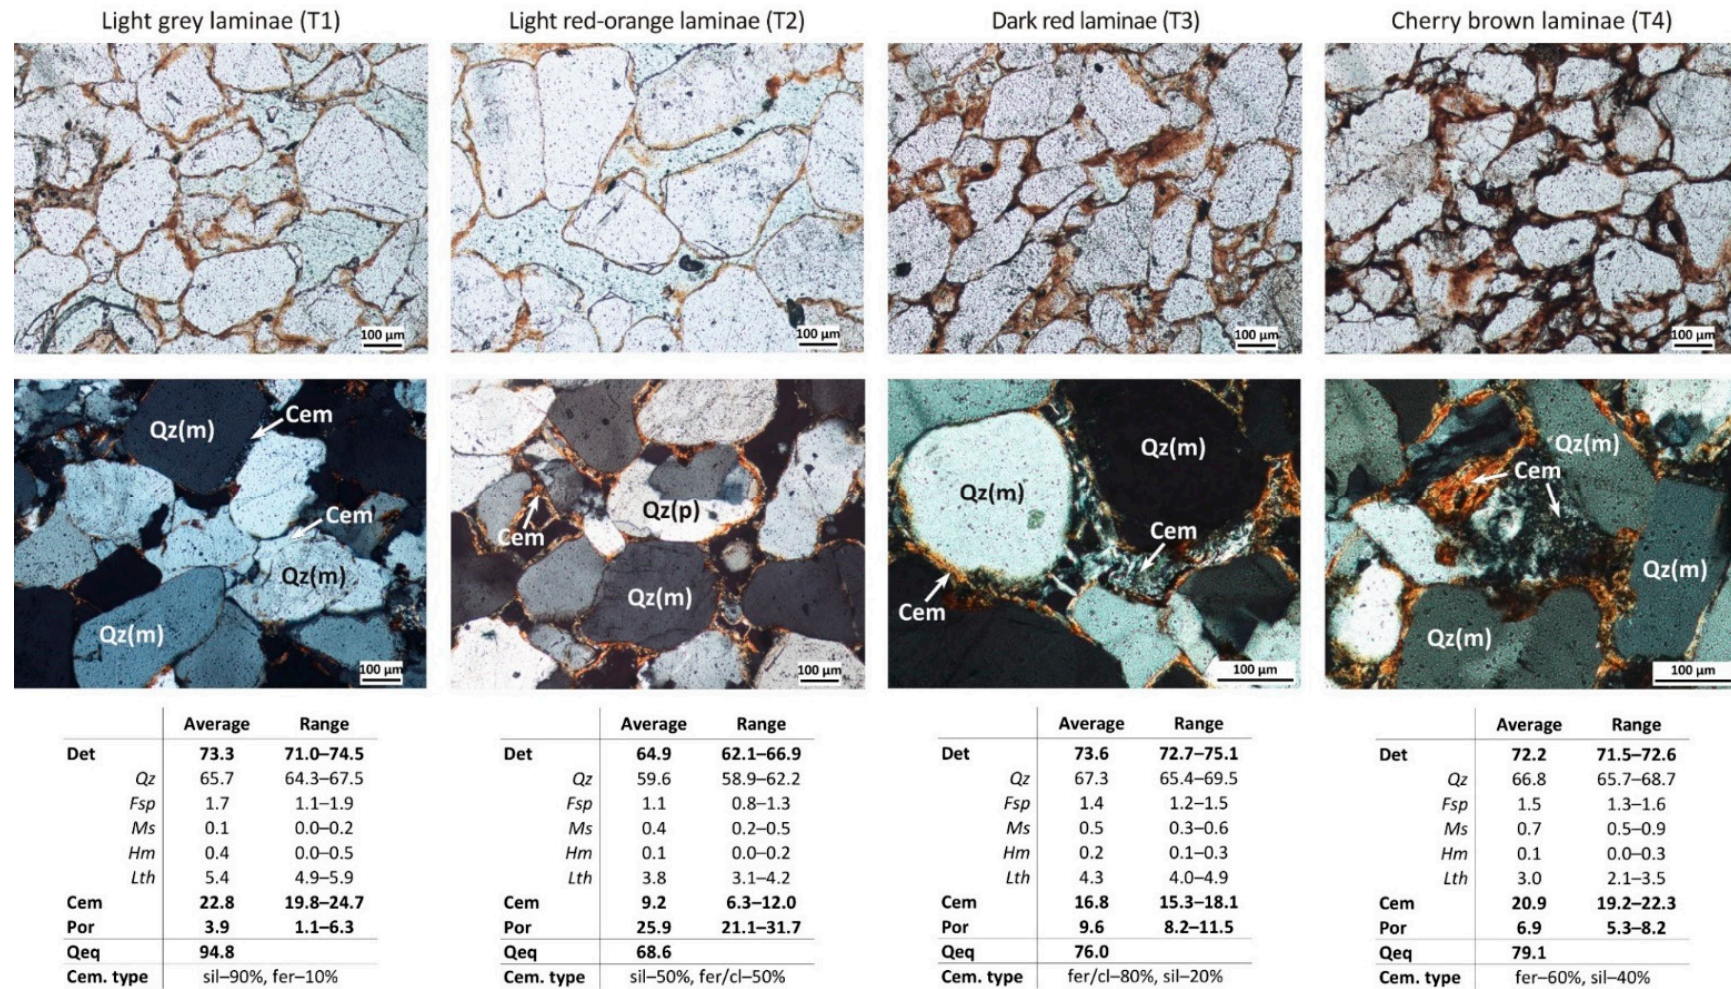 Light grey laminae (T1) Light red-orange laminae (T2) Dark red laminae (T3) Cherry brown laminae (T4)
100 µm 100 µm 100 µm 100 µm
Qz(m) Cem Cem Qz(m) Qz(m) 100 µm
Cem Qz(p) Qz(m) 100 µm
Qz(m) Qz(m) Cem Cem 100 µm
Qz(m) Cem Qz(m) Qz(m) 100 µm
Average Range
Det 73.3 71.0–74.5
Qz 65.7 64.3–67.5
Fsp 1.7 1.1–1.9
Ms 0.1 0.0–0.2
Hm 0.4 0.0–0.5
Lth 5.4 4.9–5.9
Cem 22.8 19.8–24.7
Por 3.9 1.1–6.3
Qeq 94.8
Cem. type sil–90%, fer–10%
Average Range
Det 64.9 62.1–66.9
Qz 59.6 58.9–62.2
Fsp 1.1 0.8–1.3
Ms 0.4 0.2–0.5
Hm 0.1 0.0–0.2
Lth 3.8 3.1–4.2
Cem 9.2 6.3–12.0
Por 25.9 21.1–31.7
Qeq 68.6
Cem. type sil–50%, fer/cl–50%
Average Range
Det 73.6 72.7–75.1
Qz 67.3 65.4–69.5
Fsp 1.4 1.2–1.5
Ms 0.5 0.3–0.6
Hm 0.2 0.1–0.3
Lth 4.3 4.0–4.9
Cem 16.8 15.3–18.1
Por 9.6 8.2–11.5
Qeq 76.0
Cem. type fer/cl–80%, sil–20%
Average Range
Det 72.2 71.5–72.6
Qz 66.8 65.7–68.7
Fsp 1.5 1.3–1.6
Ms 0.7 0.5–0.9
Hm 0.1 0.0–0.3
Lth 3.0 2.1–3.5
Cem 20.9 19.2–22.3
Por 6.9 5.3–8.2
Qeq 79.1
Cem. type fer–60%, sil–40%